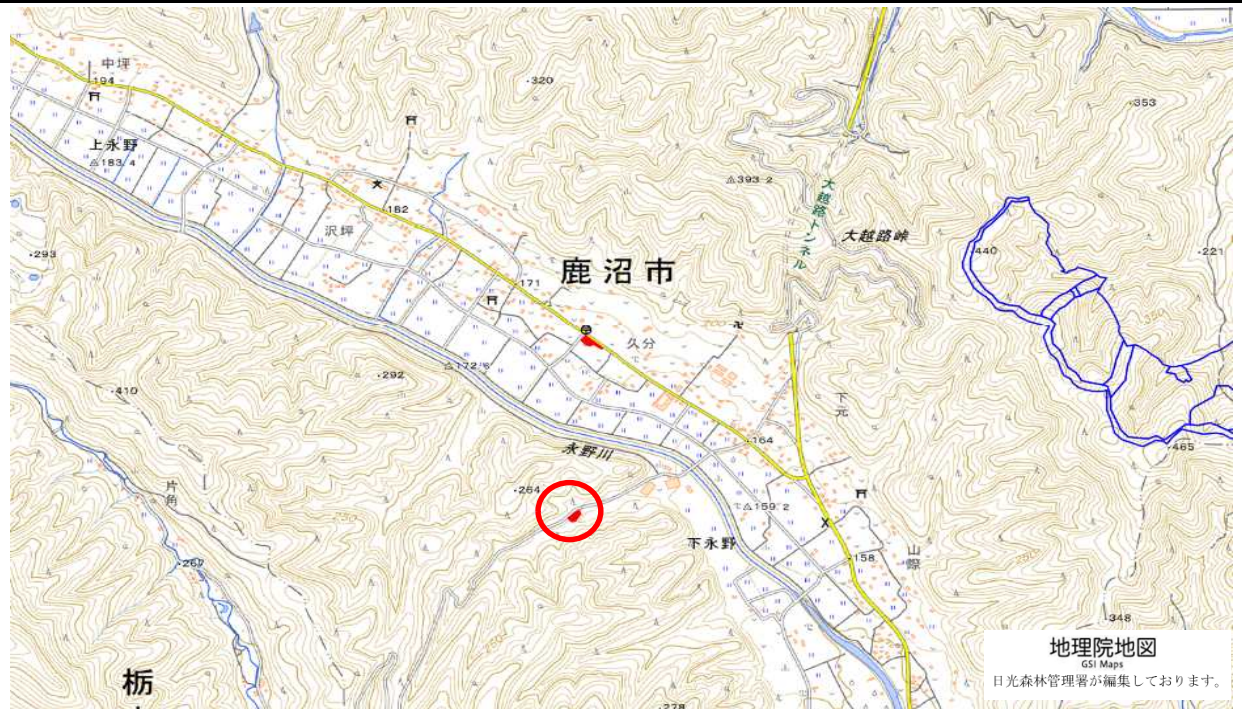 中坪
194
上永野
183.4
293
沢坪
182
320
353
393.2
大越路トンネル
大越路峠
440
221
鹿沼市
171
久分
172.6
292
410
350
465
下元
164
永野川
264
片角
267
159.2
下永野
158
山際
250
348
278
栃
地理院地図
GSI Maps
日光森林管理署が編集しております。